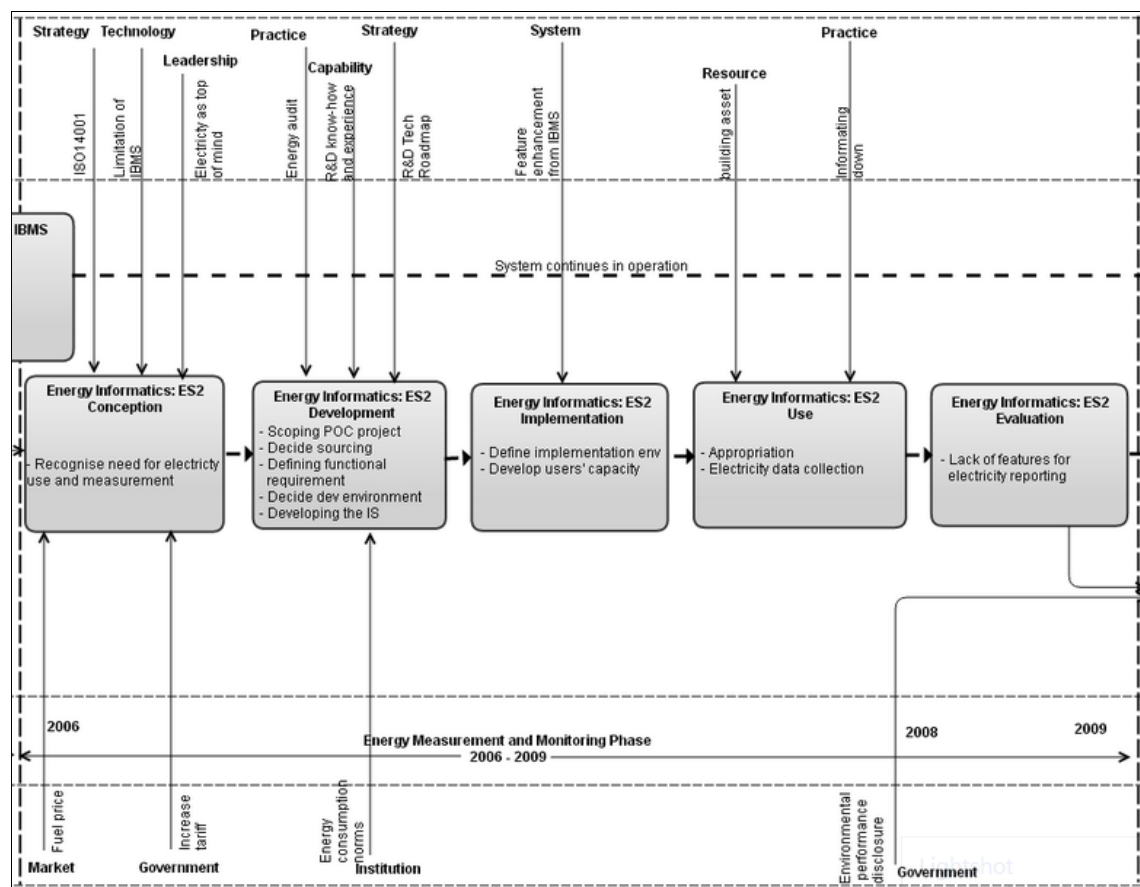 Strategy Technology
Practice
Strategy
System
Practice
Leadership
Capability
Resource
ISO14001
Limitation of
IBMS
Electricty as top
of mind
Energy audit
R&D know-how
and experience
R&D Tech
Roadmap
Feature
enhancement
from IBMS
building asset
Informating
down
IBMS
System continues in operation
Energy Informatics: ES2
Conception
- Recognise need for electricty
use and measurement
Energy Informatics: ES2
Development
- Scoping POC project
- Decide sourcing
- Defining functional
requirement
- Decide dev environment
- Developing the IS
Energy Informatics: ES2
Implementation
- Define implementation env
- Develop users' capacity
Energy Informatics: ES2
Use
- Appropriation
- Electricity data collection
Energy Informatics: ES2
Evaluation
- Lack of features for
electricity reporting
2006
2008
2009
Energy Measurement and Monitoring Phase
2006 - 2009
Fuel price
Increase
tariff
Energy
consumption
norms
Environmental
performance
disclosure
Market
Government
Institution
Government
Lightshot